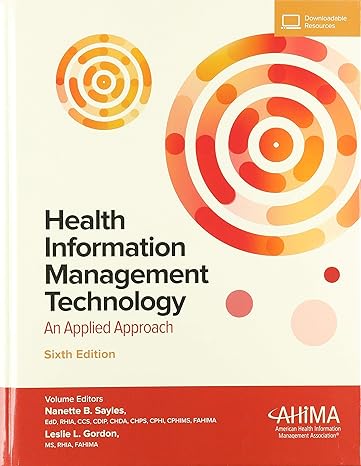 Downloadable
Resources
Health
Information
Management
Technology
An Applied Approach
Sixth Edition
Volume Editors
Nanette B. Sayles,
EdD, RHIA, CCS, CDIP, CHDA, CHPS, CPHI, CPHIMS, FAHIMA
Leslie L. Gordon,
MS, RHIA, FAHIMA
AHIMA
American Health Information
Management Association®